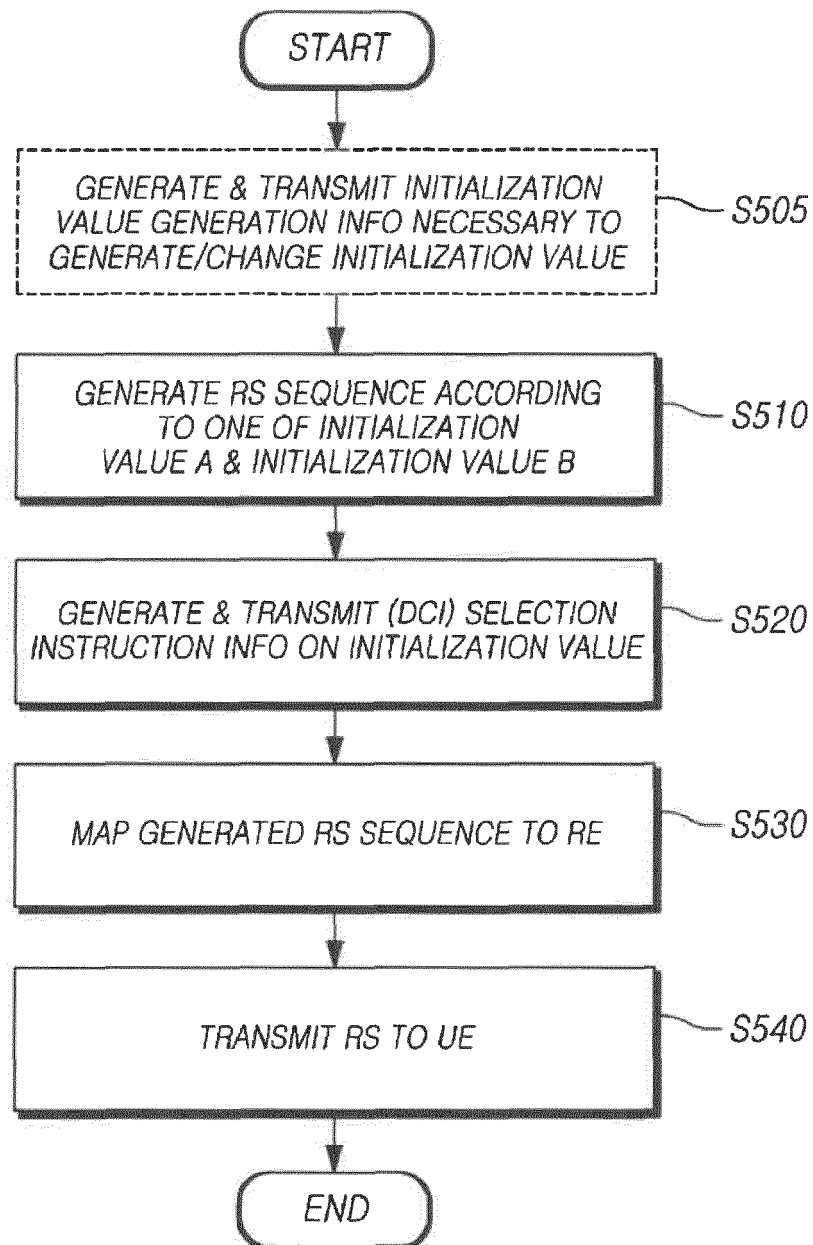 START
GENERATE & TRANSMIT INITIALIZATION
VALUE GENERATION INFO NECESSARY TO
GENERATE/CHANGE INITIALIZATION VALUE
S505
GENERATE RS SEQUENCE ACCORDING
TO ONE OF INITIALIZATION
VALUE A & INITIALIZATION VALUE B
S510
GENERATE & TRANSMIT (DCI) SELECTION
INSTRUCTION INFO ON INITIALIZATION VALUE
S520
MAP GENERATED RS SEQUENCE TO RE
S530
TRANSMIT RS TO UE
S540
END